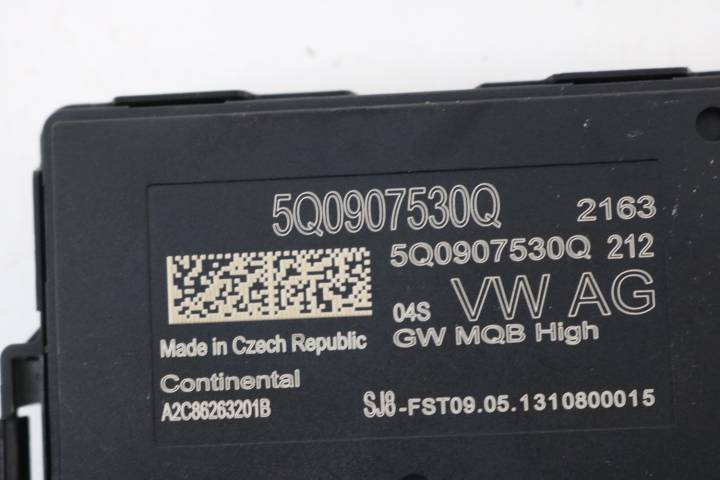 5Q0907530Q 2163
5Q0907530Q 212
04S VW AG
GW MQB High
Made in Czech Republic
Continental
A2C86263201B SJ8-FST09.05.1310800015